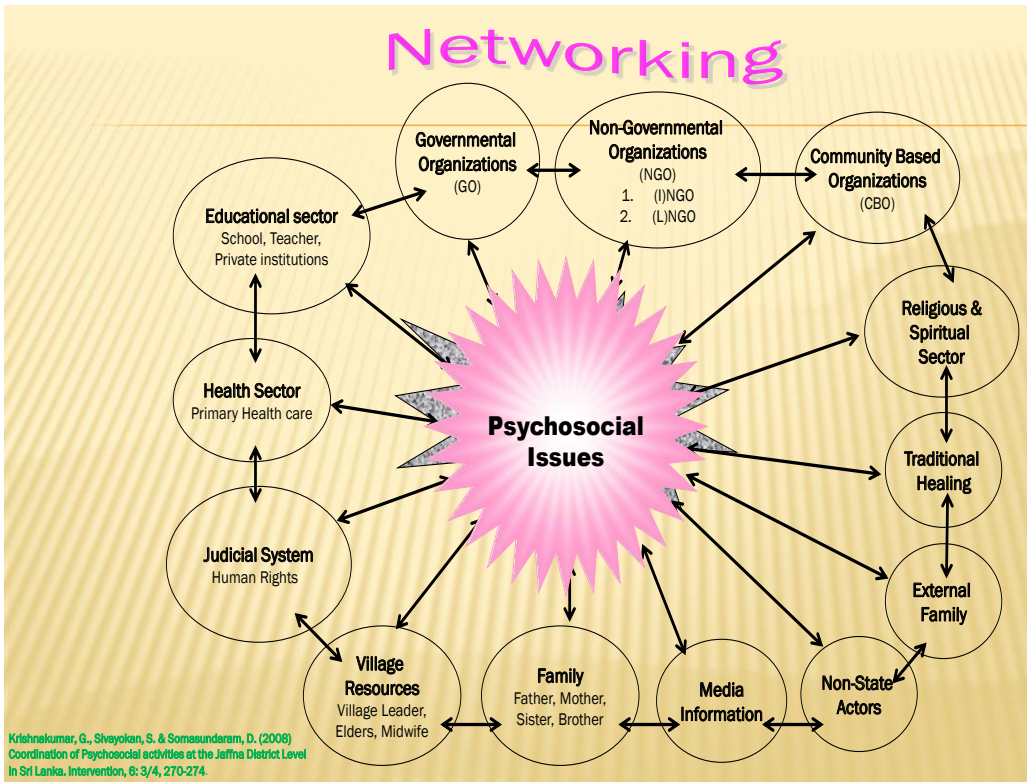 Networking
Governmental
Organizations
(GO)
Non-Governmental
Organizations
(NGO)
1. (I)NGO
2. (L)NGO
Community Based
Organizations
(CBO)
Educational sector
School, Teacher,
Private institutions
Religious &
Spiritual
Sector
Health Sector
Primary Health care
Psychosocial
Issues
Traditional
Healing
Judicial System
Human Rights
External
Family
Village
Resources
Village Leader,
Elders, Midwife
Family
Father, Mother,
Sister, Brother
Media
Information
Non-State
Actors
Krishnakumar, G., Sivayokan, S. & Somasundaram, D. (2008)
Coordination of Psychosocial activities at the Jaffna District Level
in Sri Lanka. Intervention, 6: 3/4, 270-274.